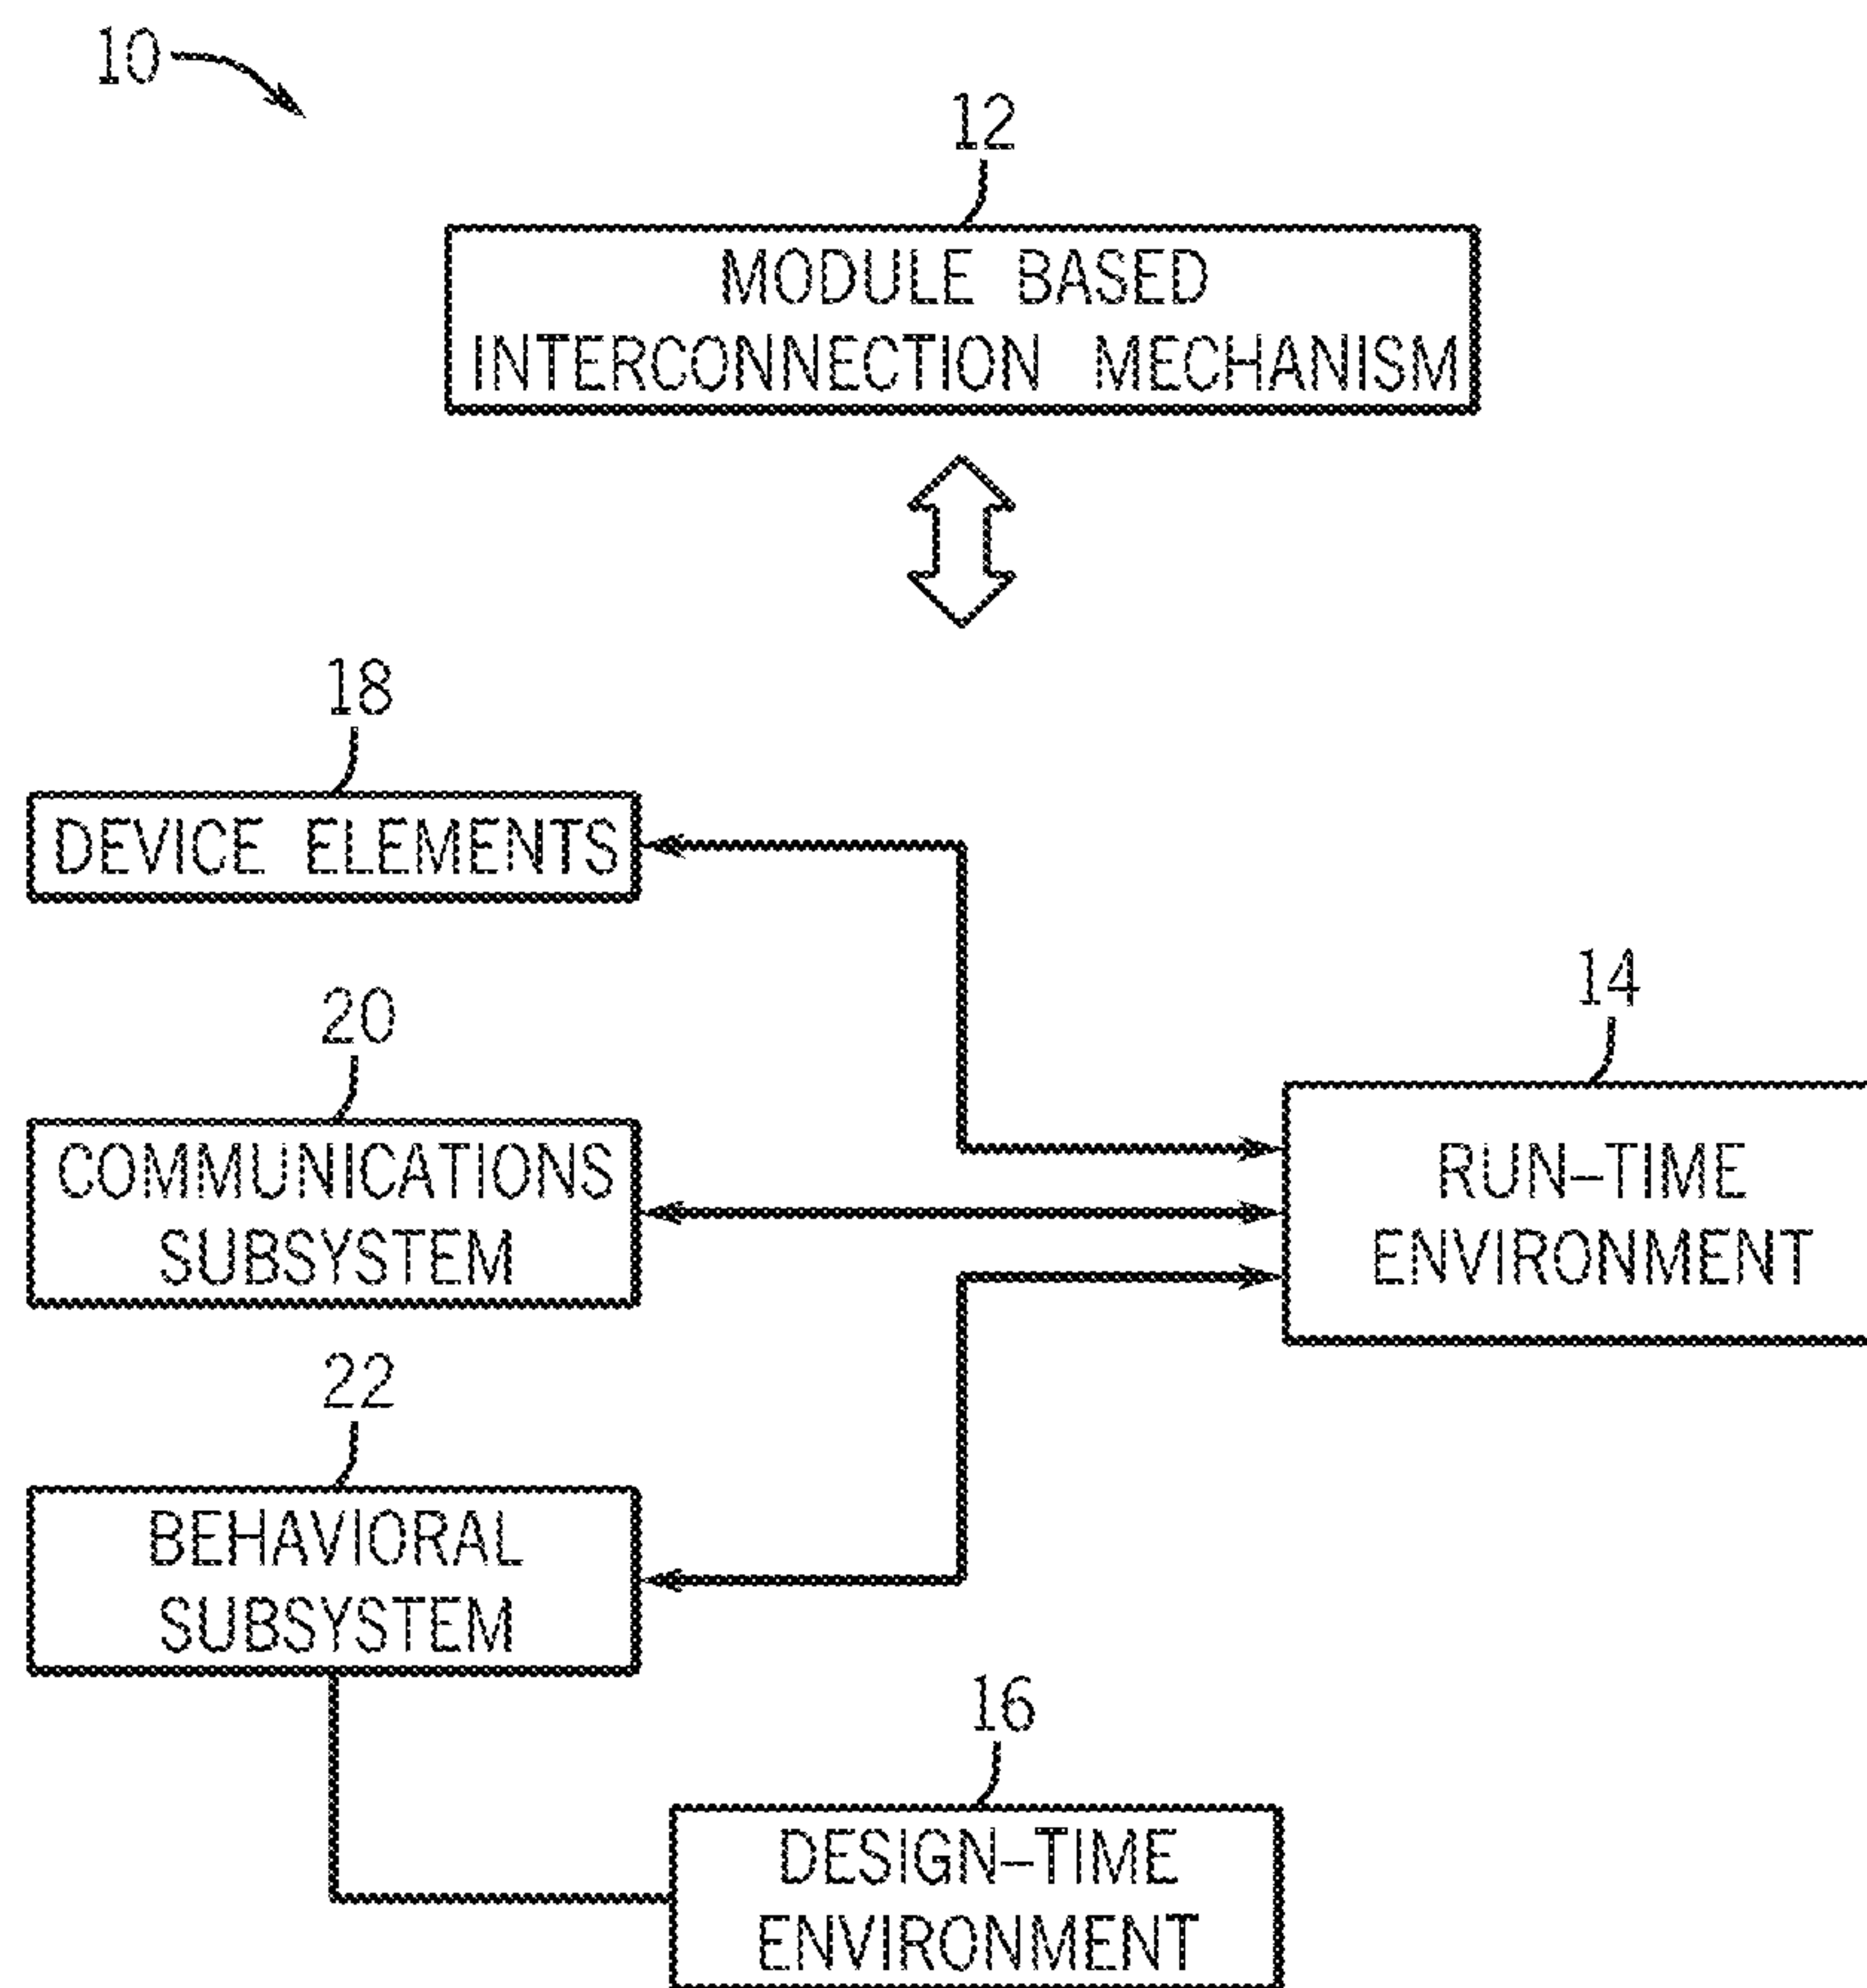 10
12
MODULE BASED
INTERCONNECTION MECHANISM
18
DEVICE ELEMENTS
20
COMMUNICATIONS
SUBSYSTEM
14
RUN-TIME
ENVIRONMENT
22
BEHAVIORAL
SUBSYSTEM
16
DESIGN-TIME
ENVIRONMENT